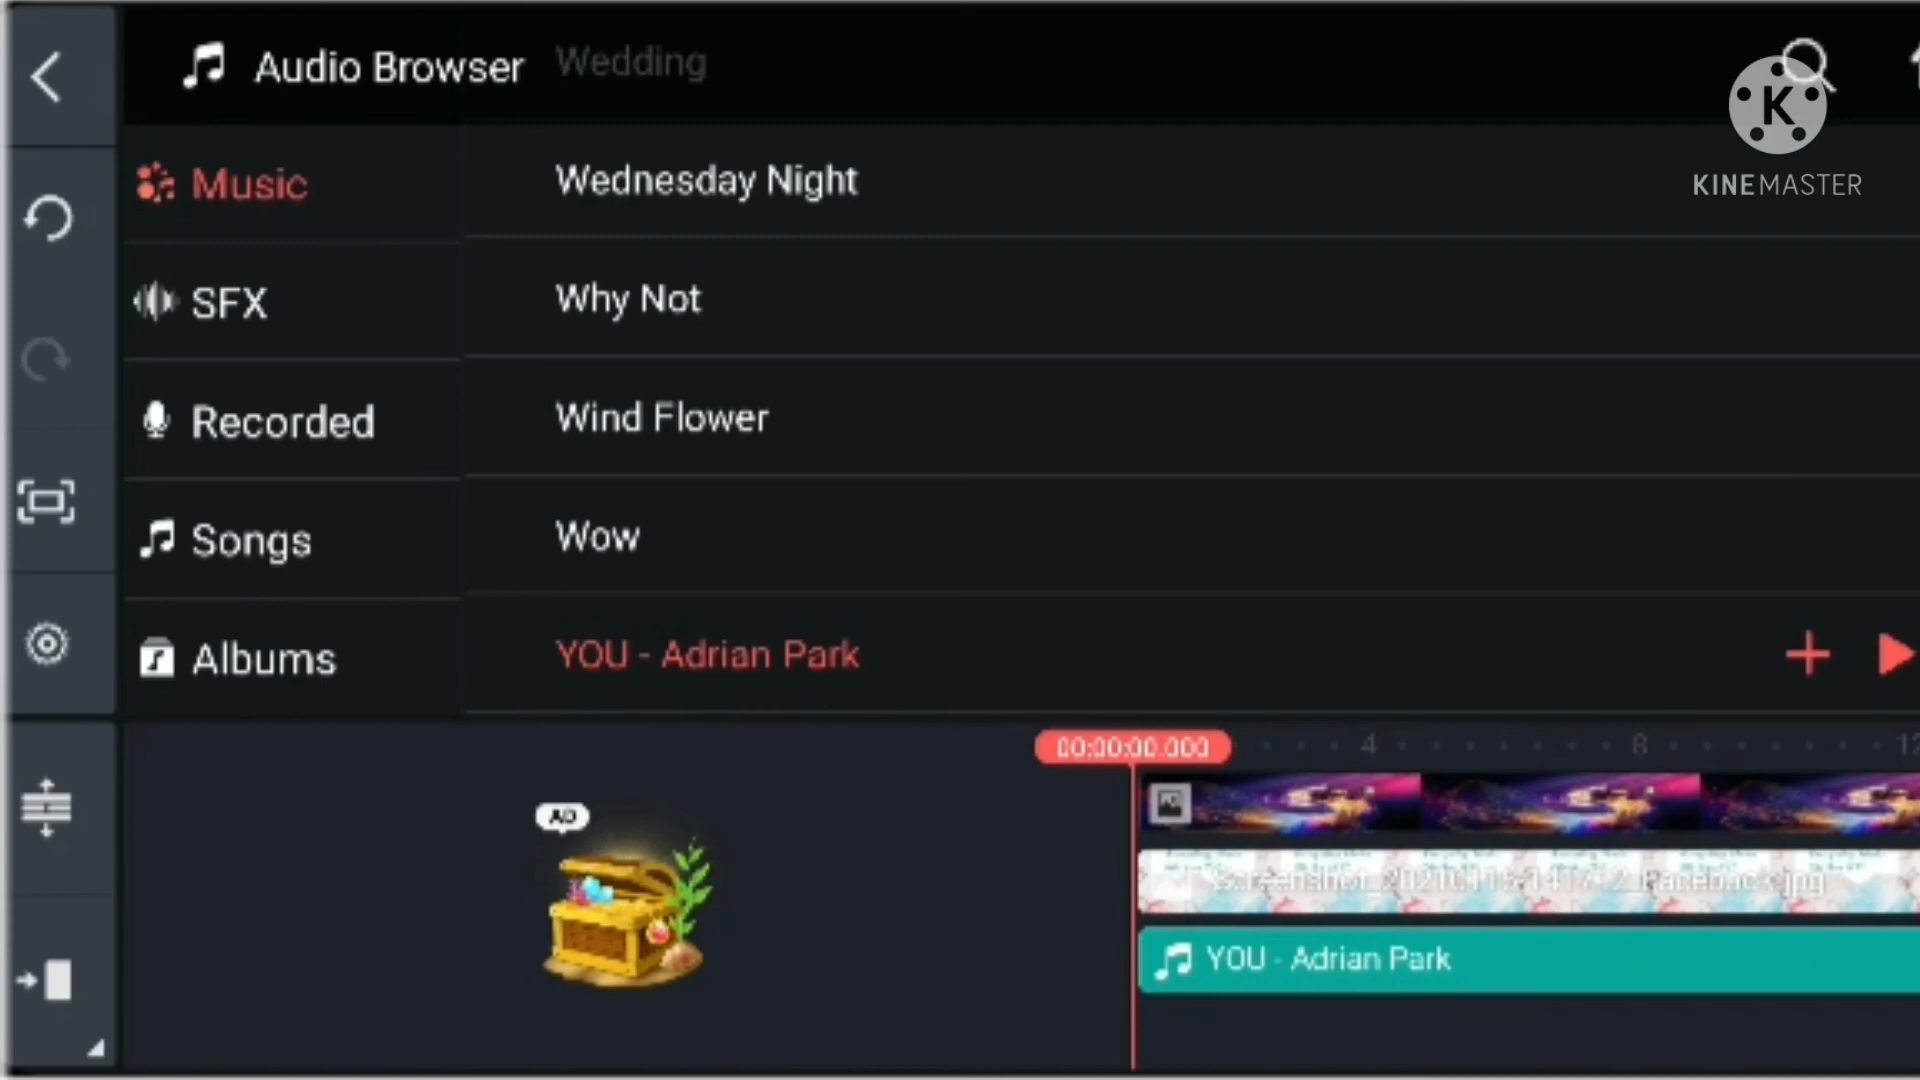 Audio Browser
Wedding
KINEMASTER
Music
Wednesday Night
SFX
Why Not
Recorded
Wind Flower
Songs
Wow
Albums
YOU - Adrian Park
00:00:00.000
4
8
12
AD
YOU - Adrian Park